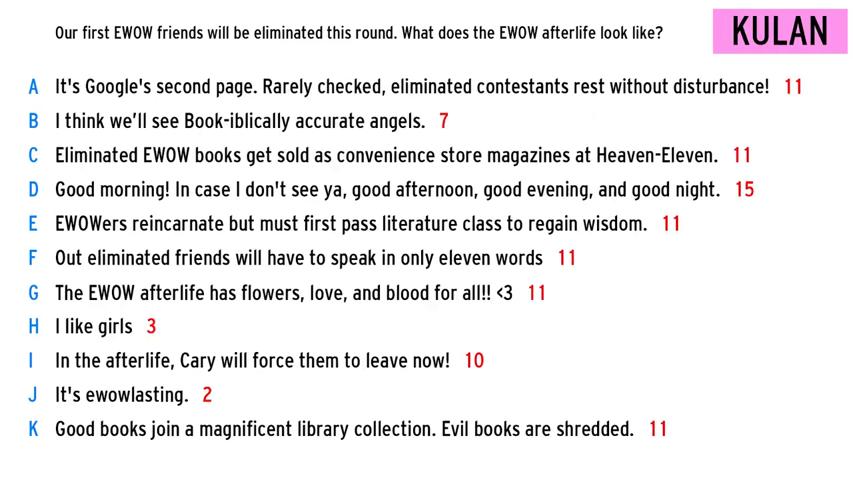 Our first EWOW friends will be eliminated this round. What does the EWOW afterlife look like?
KULAN
A It's Google's second page. Rarely checked, eliminated contestants rest without disturbance! 11
B I think we’ll see Book-iblically accurate angels. 7
C Eliminated EWOW books get sold as convenience store magazines at Heaven-Eleven. 11
D Good morning! In case I don't see ya, good afternoon, good evening, and good night. 15
E EWOWers reincarnate but must first pass literature class to regain wisdom. 11
F Out eliminated friends will have to speak in only eleven words 11
G The EWOW afterlife has flowers, love, and blood for all!! <3 11
H I like girls 3
I In the afterlife, Cary will force them to leave now! 10
J It's ewowlasting. 2
K Good books join a magnificent library collection. Evil books are shredded. 11